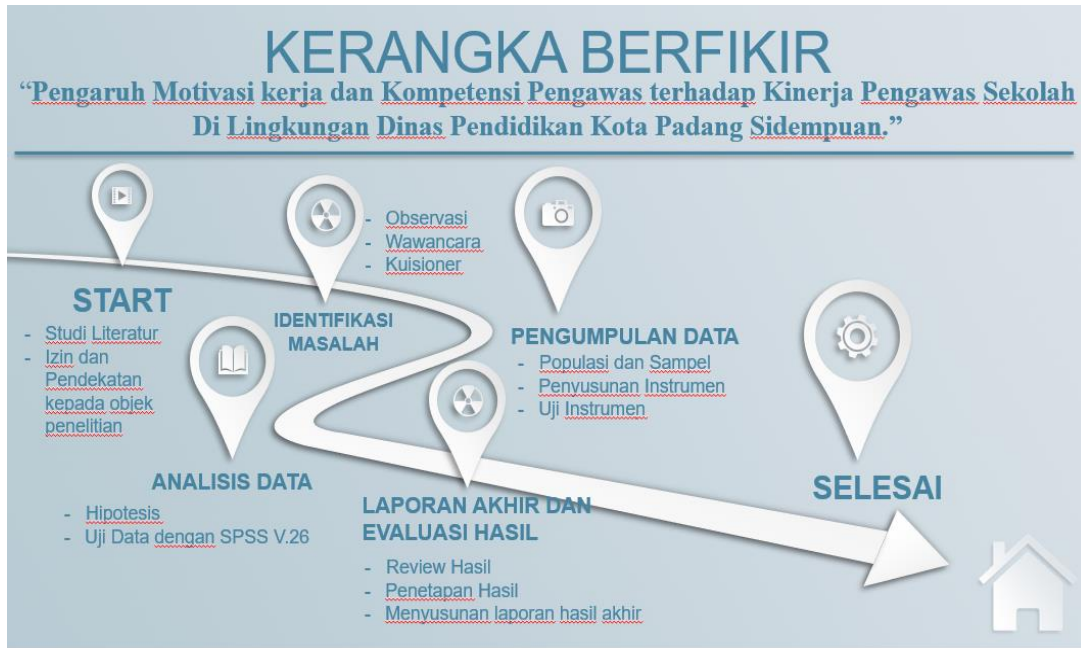 KERANGKA BERFIKIR
“Pengaruh Motivasi kerja dan Kompetensi Pengawas terhadap Kinerja Pengawas Sekolah
Di Lingkungan Dinas Pendidikan Kota Padang Sidempuan.”
START
- Studi Literatur
- Izin dan
Pendekatan
kepada objek
penelitian
- Observasi
- Wawancara
- Kuisioner
IDENTIFIKASI
MASALAH
PENGUMPULAN DATA
- Populasi dan Sampel
- Penyusunan Instrumen
- Uji Instrumen
ANALISIS DATA
- Hipotesis
- Uji Data dengan SPSS V.26
LAPORAN AKHIR DAN
EVALUASI HASIL
- Review Hasil
- Penetapan Hasil
- Menyusunan laporan hasil akhir
SELESAI